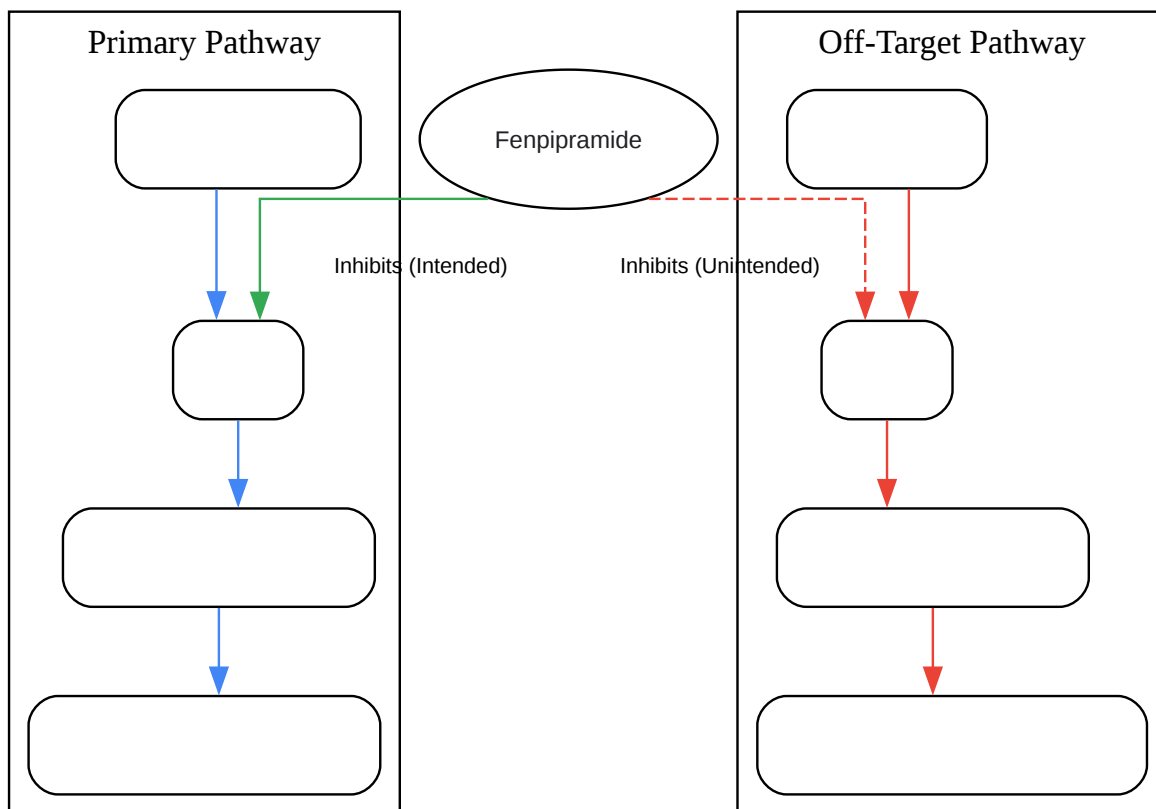 Primary Pathway
Off-Target Pathway
Fenpipramide
Inhibits (Intended)
Inhibits (Unintended)